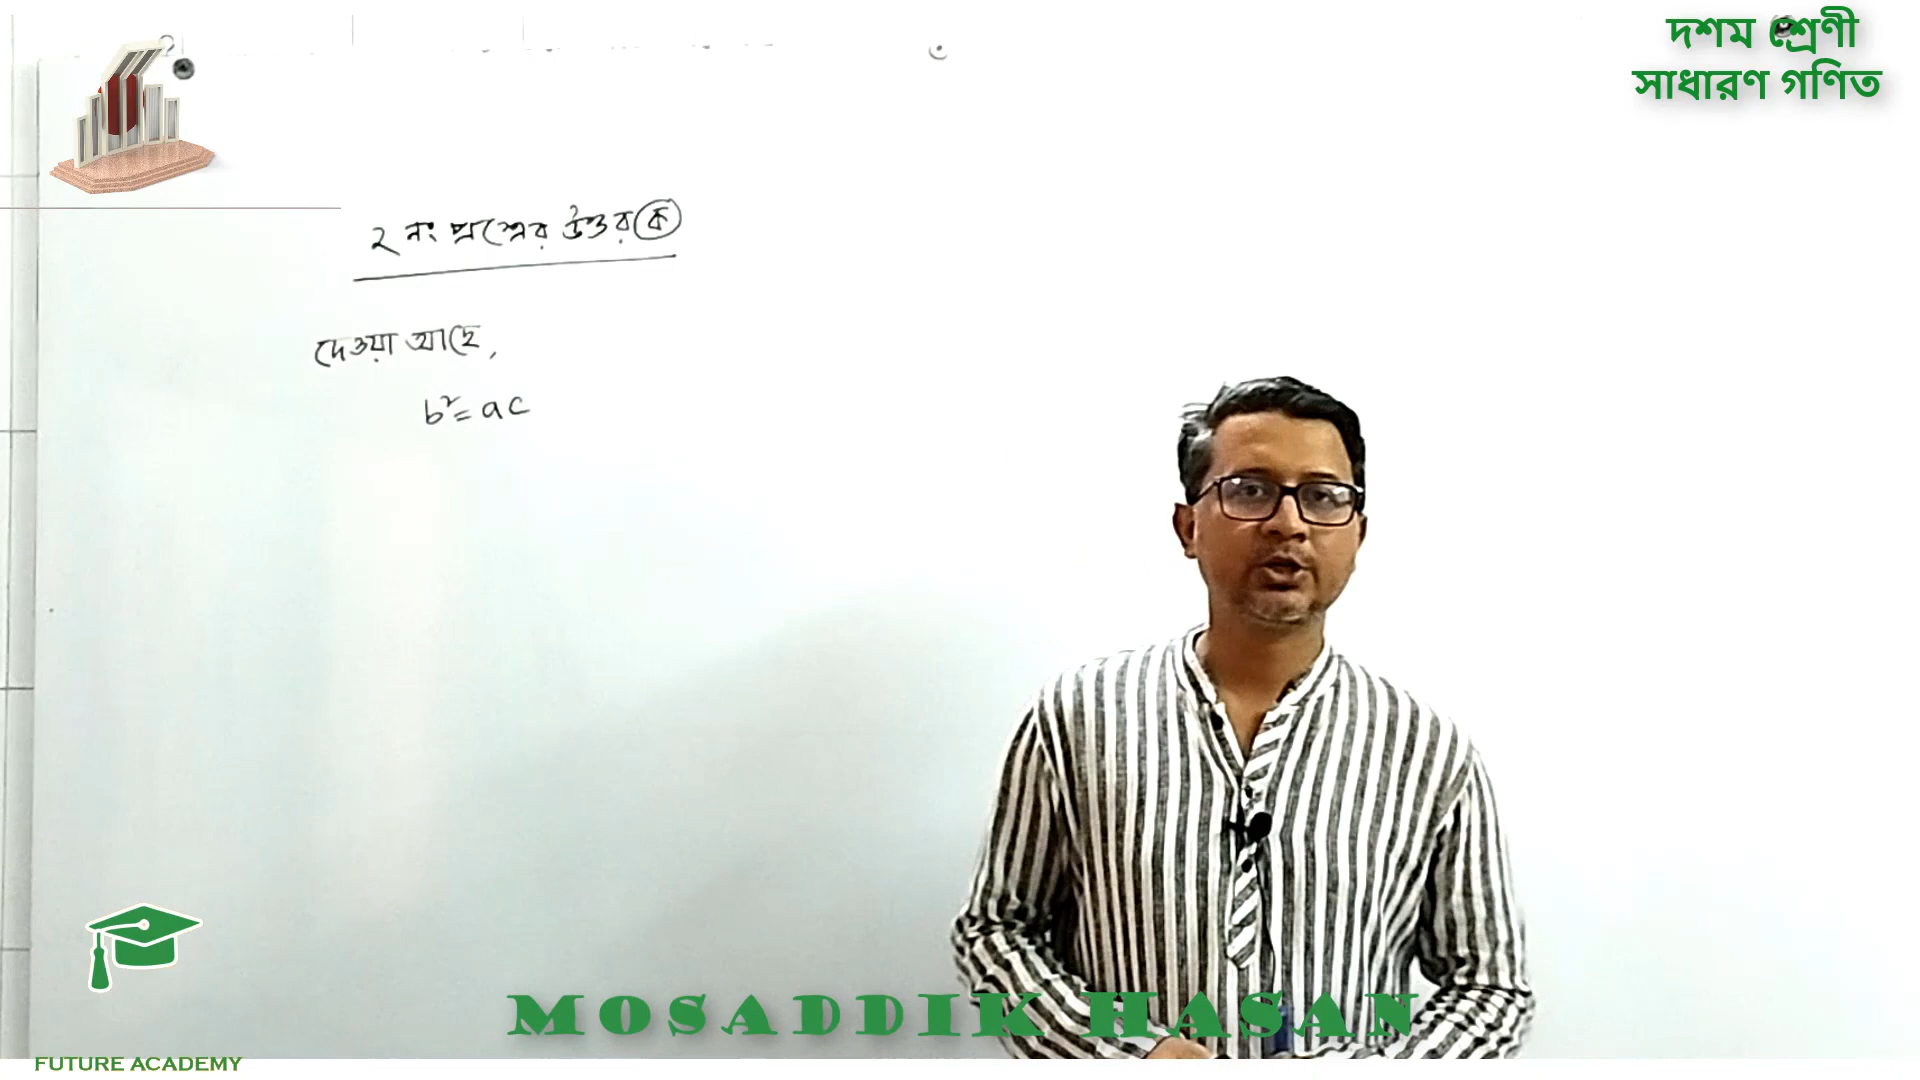 দশম শ্রেণী
সাধারণ গণিত
২ নং প্রশ্নের উত্তর (ক)
দেওয়া আছে,
b²= ac
MOSADDIK HASAN
FUTURE ACADEMY